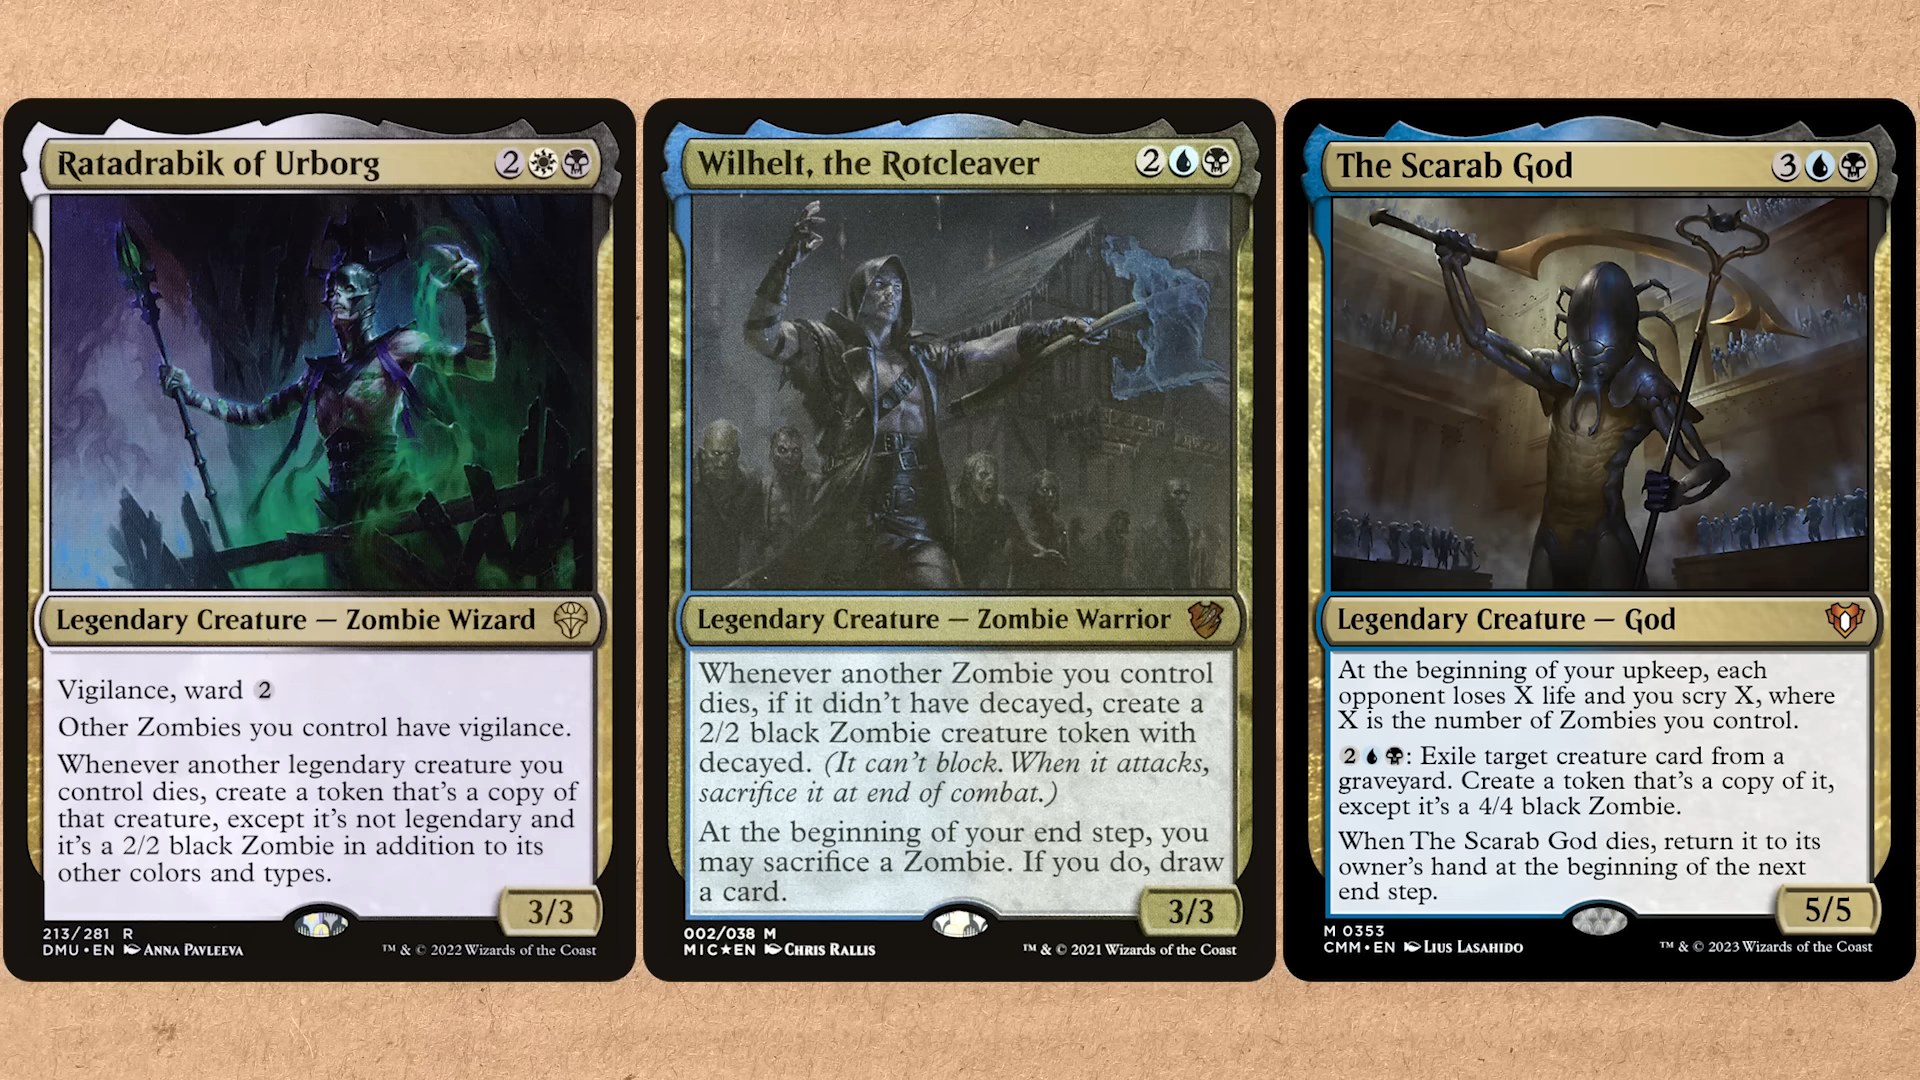 Ratadrabik of Urborg 2
Legendary Creature — Zombie Wizard
Vigilance, ward 2
Other Zombies you control have vigilance.
Whenever another legendary creature you
control dies, create a token that's a copy of
that creature, except it's not legendary and
it's a 2/2 black Zombie in addition to its
other colors and types.
3/3
213/281 R
DMU • EN Anna Pavleeva
™ & © 2022 Wizards of the Coast
Wilhelt, the Rotcleaver 2
Legendary Creature — Zombie Warrior
Whenever another Zombie you control
dies, if it didn't have decayed, create a
2/2 black Zombie creature token with
decayed. (It can't block. When it attacks,
sacrifice it at end of combat.)
At the beginning of your end step, you
may sacrifice a Zombie. If you do, draw
a card.
3/3
002/038 M
MIC★EN Chris Rallis
™ & © 2021 Wizards of the Coast
The Scarab God 3
Legendary Creature — God
At the beginning of your upkeep, each
opponent loses X life and you scry X, where
X is the number of Zombies you control.
2 : Exile target creature card from a
graveyard. Create a token that's a copy of it,
except it's a 4/4 black Zombie.
When The Scarab God dies, return it to its
owner's hand at the beginning of the next
end step.
5/5
M 0353
CMM • EN Lius Lasahido
™ & © 2023 Wizards of the Coast